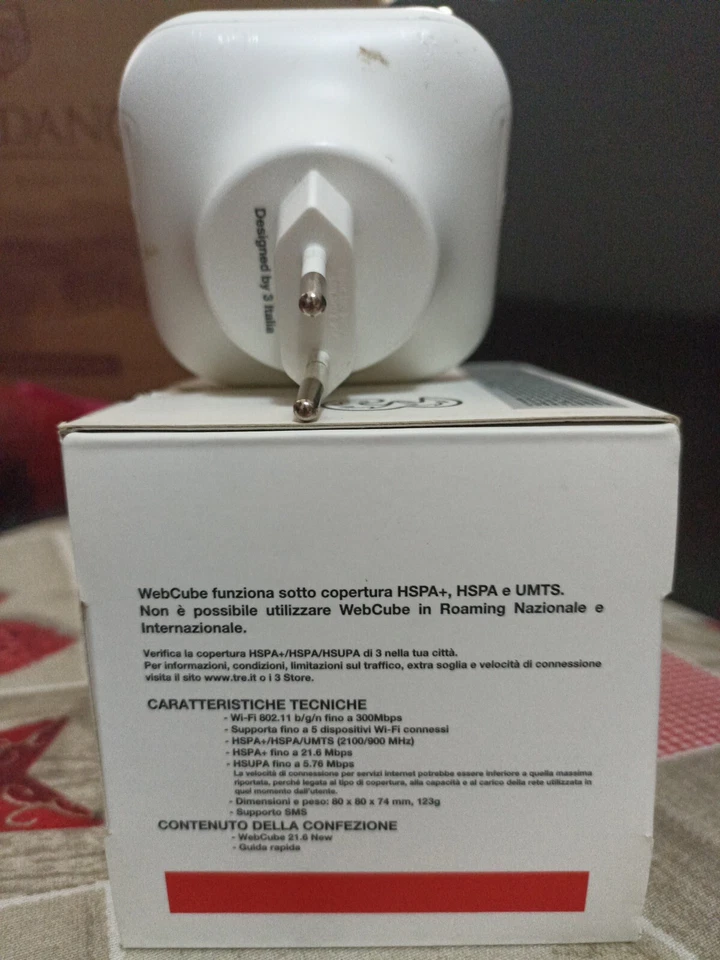 DANO
Designed by 3 Italia
WebCube funziona sotto copertura HSPA+, HSPA e UMTS.
Non è possibile utilizzare WebCube in Roaming Nazionale e
Internazionale.
Verifica la copertura HSPA+/HSPA/HSUPA di 3 nella tua città.
Per informazioni, condizioni, limitazioni sul traffico, extra soglia e velocità di connessione
visita il sito www.tre.it o i 3 Store.
CARATTERISTICHE TECNICHE
- Wi-Fi 802.11 b/g/n fino a 300Mbps
- Supporta fino a 5 dispositivi Wi-Fi connessi
- HSPA+/HSPA/UMTS (2100/900 MHz)
- HSPA+ fino a 21.6 Mbps
- HSUPA fino a 5.76 Mbps
La velocità di connessione per servizi internet potrebbe essere inferiore a quella massima
riportata, perché legata al tipo di copertura, alla capacità e al carico della rete utilizzata in
quel momento dall'utente.
- Dimensioni e peso: 80 x 80 x 74 mm, 123g
- Supporto SMS
CONTENUTO DELLA CONFEZIONE
- WebCube 21.6 New
- Guida rapida